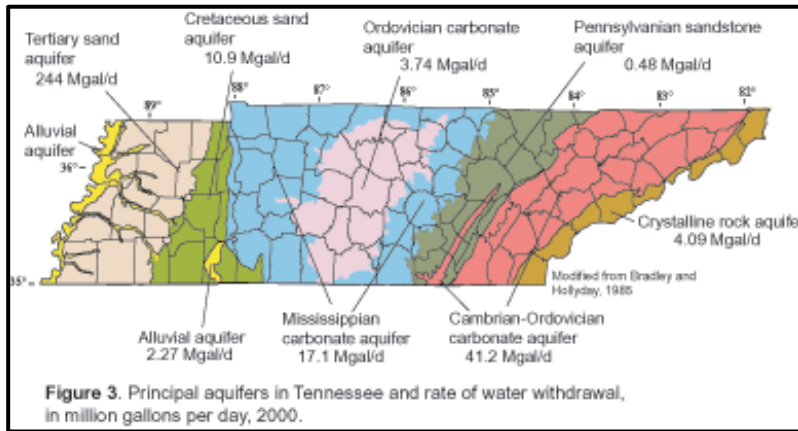 Tertiary sand
aquifer
244 Mgal/d
Cretaceous sand
aquifer
10.9 Mgal/d
Ordovician carbonate
aquifer
3.74 Mgal/d
Pennsylvanian sandstone
aquifer
0.48 Mgal/d
89°
88°
87°
86°
85°
84°
83°
82°
Alluvial
aquifer
36°
35°
Crystalline rock aquifer
4.09 Mgal/d
Modified from Bradley and
Hollyday, 1985
Alluvial aquifer
2.27 Mgal/d
Mississippian
carbonate aquifer
17.1 Mgal/d
Cambrian-Ordovician
carbonate aquifer
41.2 Mgal/d
Figure 3. Principal aquifers in Tennessee and rate of water withdrawal,
in million gallons per day, 2000.